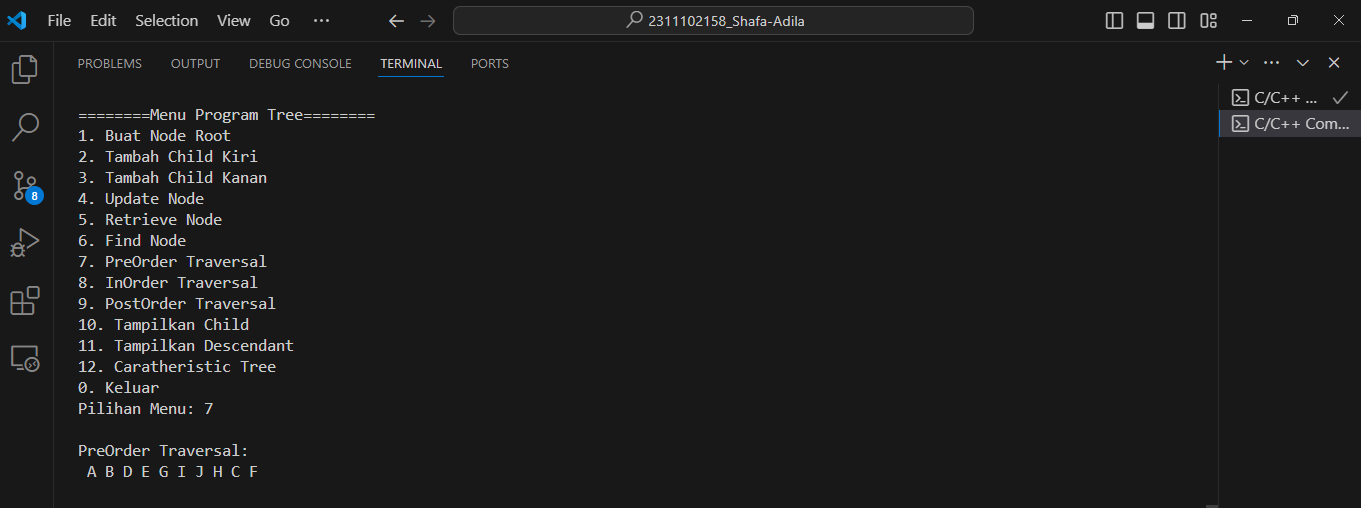 File Edit Selection View Go ··· 2311102158_Shafa-Adila
PROBLEMS OUTPUT DEBUG CONSOLE TERMINAL PORTS
C/C++ ...
C/C++ Com...
8
========Menu Program Tree========
1. Buat Node Root
2. Tambah Child Kiri
3. Tambah Child Kanan
4. Update Node
5. Retrieve Node
6. Find Node
7. PreOrder Traversal
8. InOrder Traversal
9. PostOrder Traversal
10. Tampilkan Child
11. Tampilkan Descendant
12. Caratheristic Tree
0. Keluar
Pilihan Menu: 7
PreOrder Traversal:
A B D E G I J H C F